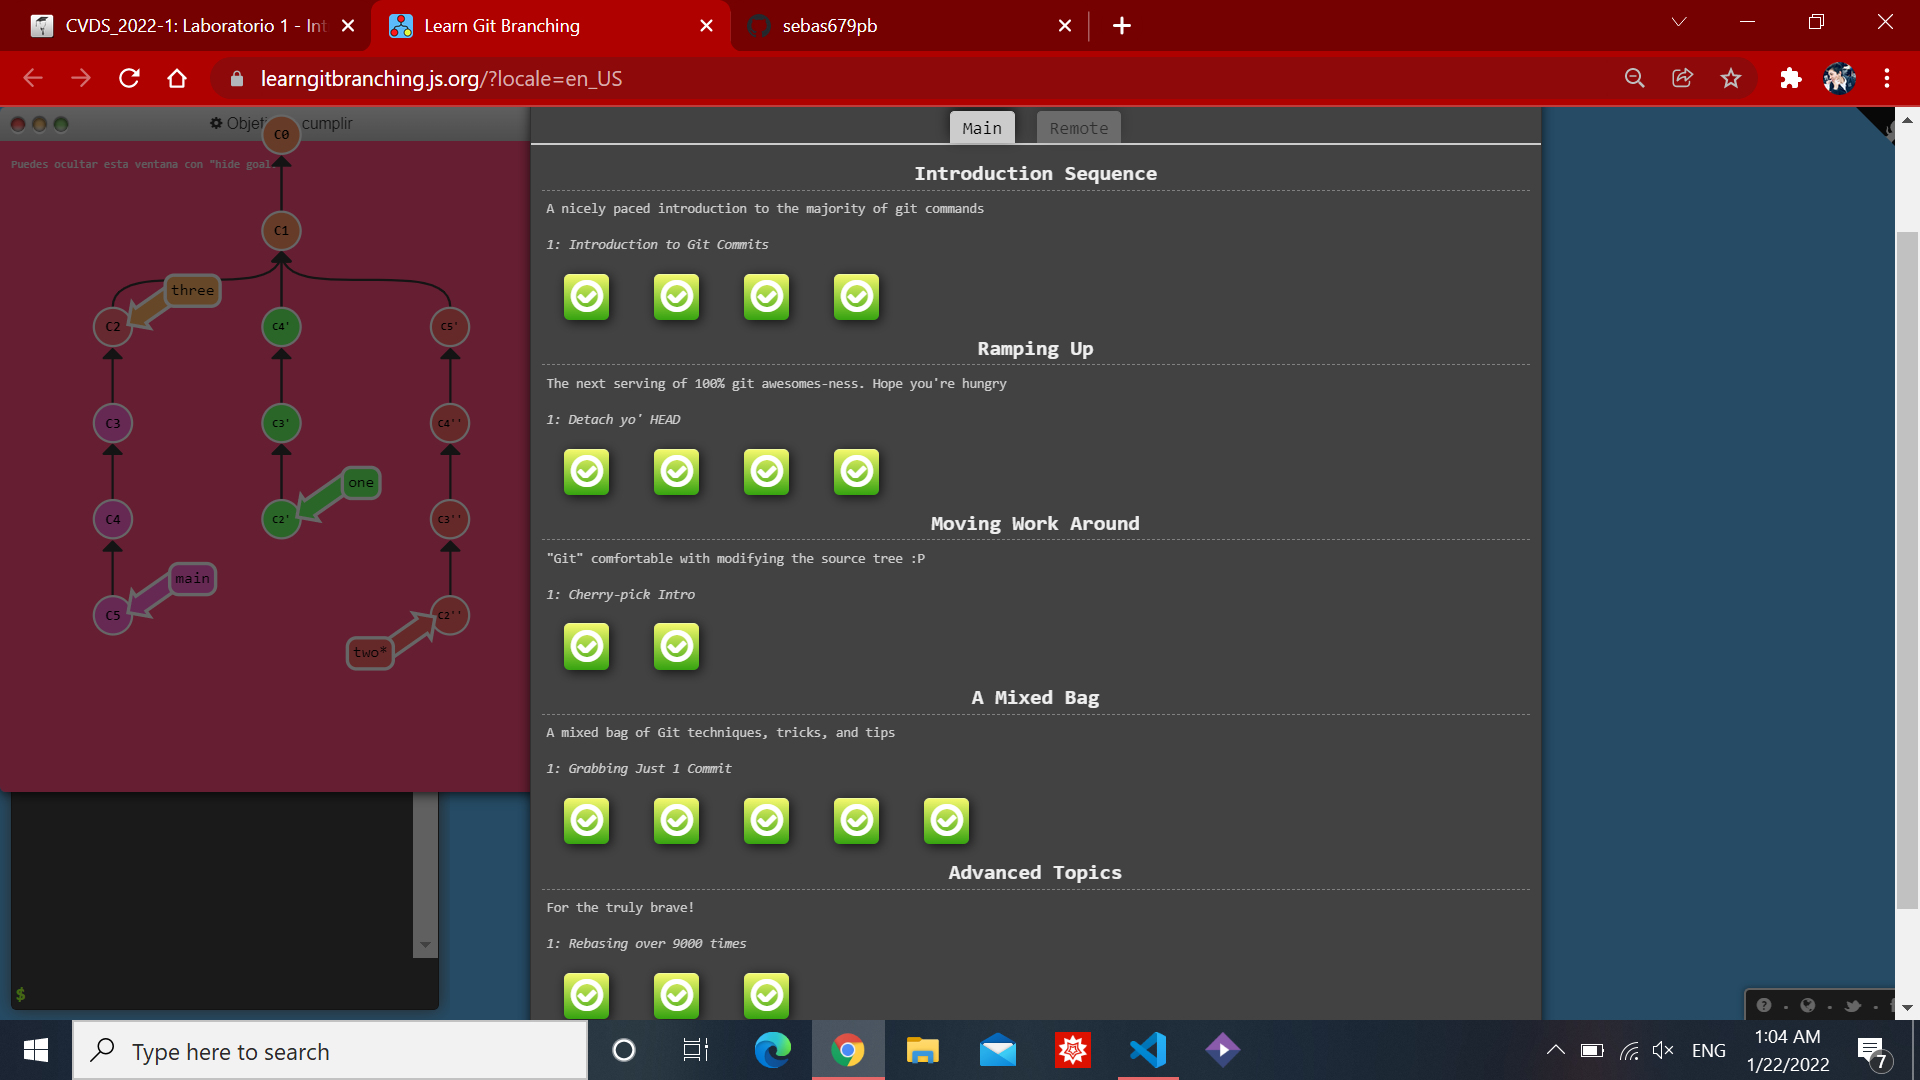 CVDS_2022-1: Laboratorio 1 - Int
Learn Git Branching
sebas679pb
learngitbranching.js.org/?locale=en_US
cumplir
Puedes ocultar esta ventana con "hide goal
C0
C1
three
C2
C4'
C5'
C3
C3'
C4''
one
C4
C2'
C3''
main
C5
C2''
two*
$
Main
Remote
Introduction Sequence
A nicely paced introduction to the majority of git commands
1: Introduction to Git Commits
Ramping Up
The next serving of 100% git awesomes-ness. Hope you're hungry
1: Detach yo' HEAD
Moving Work Around
"Git" comfortable with modifying the source tree :P
1: Cherry-pick Intro
A Mixed Bag
A mixed bag of Git techniques, tricks, and tips
1: Grabbing Just 1 Commit
Advanced Topics
For the truly brave!
1: Rebasing over 9000 times
Type here to search
ENG
1:04 AM
1/22/2022
7